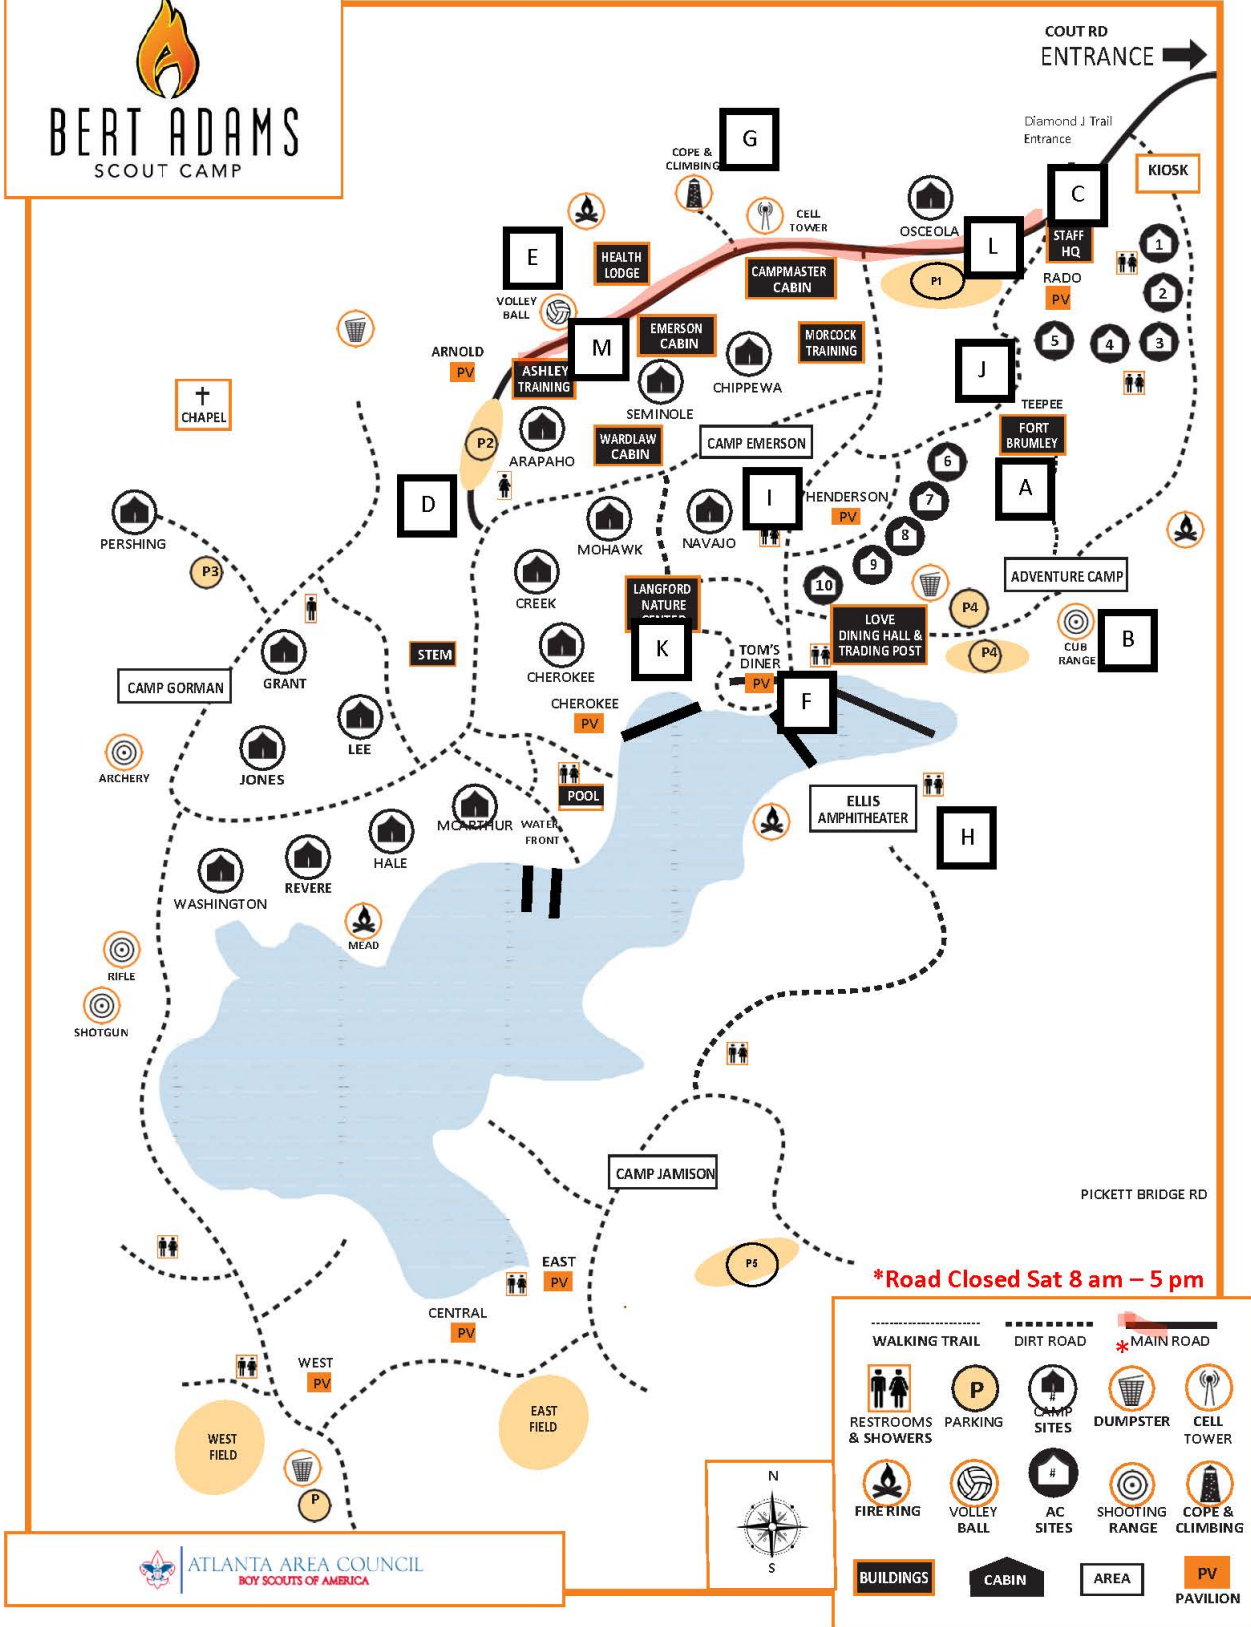 BERT ADAMS
SCOUT CAMP
COUT RD
ENTRANCE
Diamond J Trail
Entrance
KIOSK
G
COPE &
CLIMBING
C
CELL
TOWER
OSCEOLA
L
STAFF
HQ
1
E
HEALTH
LODGE
CAMPMASTER
CABIN
P1
RADO
PV
2
VOLLEY
BALL
M
EMERSON
CABIN
MORCOCK
TRAINING
5
4
3
ARNOLD
PV
ASHLEY
TRAINING
CHIPPEWA
J
SEMINOLE
TEEPEE
CHAPEL
P2
ARAPAHO
WARDLAW
CABIN
CAMP EMERSON
FORT
BRUMLEY
6
D
I
HENDERSON
PV
7
A
PERSHING
MOHAWK
NAVAJO
8
P3
CREEK
9
10
ADVENTURE CAMP
LANGFORD
NATURE
CENTER
P4
LOVE
DINING HALL &
TRADING POST
STEM
K
TOM'S
DINER
PV
P4
CUB
RANGE
B
CAMP GORMAN
GRANT
CHEROKEE
CHEROKEE
PV
F
LEE
ARCHERY
JONES
POOL
ELLIS
AMPHITHEATER
H
MCARTHUR
WATER
FRONT
HALE
REVERE
WASHINGTON
MEAD
RIFLE
SHOTGUN
CAMP JAMISON
PICKETT BRIDGE RD
EAST
PV
P5
*Road Closed Sat 8 am – 5 pm
CENTRAL
PV
WEST
PV
EAST
FIELD
WEST
FIELD
P
WALKING TRAIL
DIRT ROAD
*MAIN ROAD
P
#
RESTROOMS
& SHOWERS
PARKING
CAMP
SITES
DUMPSTER
CELL
TOWER
#
FIRE RING
VOLLEY
BALL
AC
SITES
SHOOTING
RANGE
COPE &
CLIMBING
BUILDINGS
CABIN
AREA
PV
PAVILION
N
S
ATLANTA AREA COUNCIL
BOY SCOUTS OF AMERICA